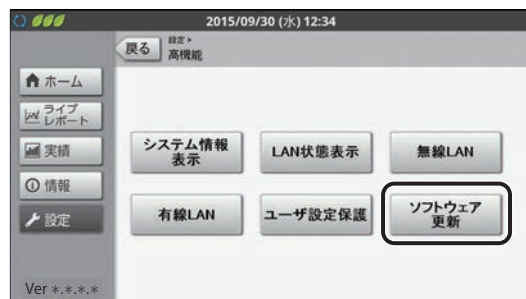 2015/09/30 (水) 12:34
戻る
設定 >
高機能
ホーム
ライブ
レポート
実績
情報
設定
システム情報
表示
LAN状態表示
無線LAN
有線LAN
ユーザ設定保護
ソフトウェア
更新
Ver *.*.*.*